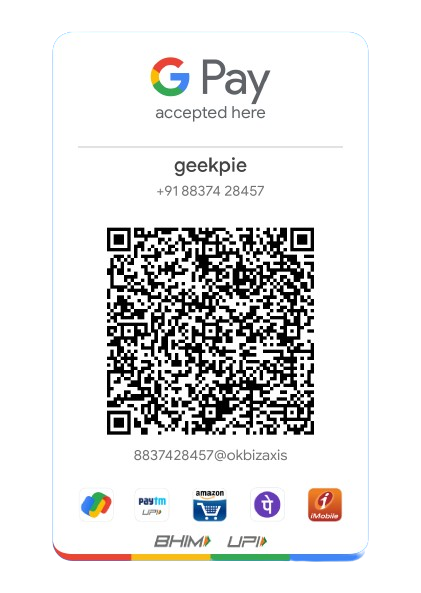 G Pay
accepted here
geekpie
+91 88374 28457
8837428457@okbizaxis
paytm
UPI
amazon
पे
iMobile
BHIM UPI